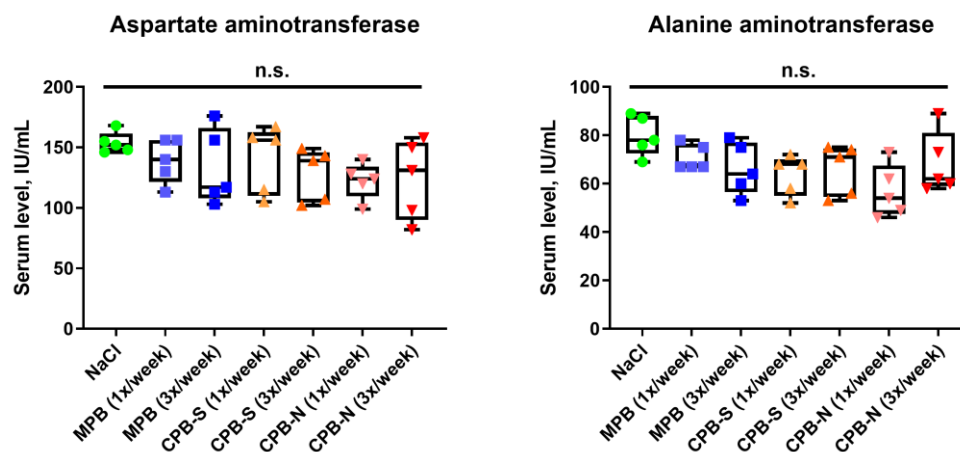 Aspartate aminotransferase
n.s.
Serum level, IU/mL
200
150
100
50
0
NaCl
MPB (1x/week)
MPB (3x/week)
CPB-S (1x/week)
CPB-S (3x/week)
CPB-N (1x/week)
CPB-N (3x/week)
Alanine aminotransferase
n.s.
Serum level, IU/mL
100
80
60
40
20
0
NaCl
MPB (1x/week)
MPB (3x/week)
CPB-S (1x/week)
CPB-S (3x/week)
CPB-N (1x/week)
CPB-N (3x/week)